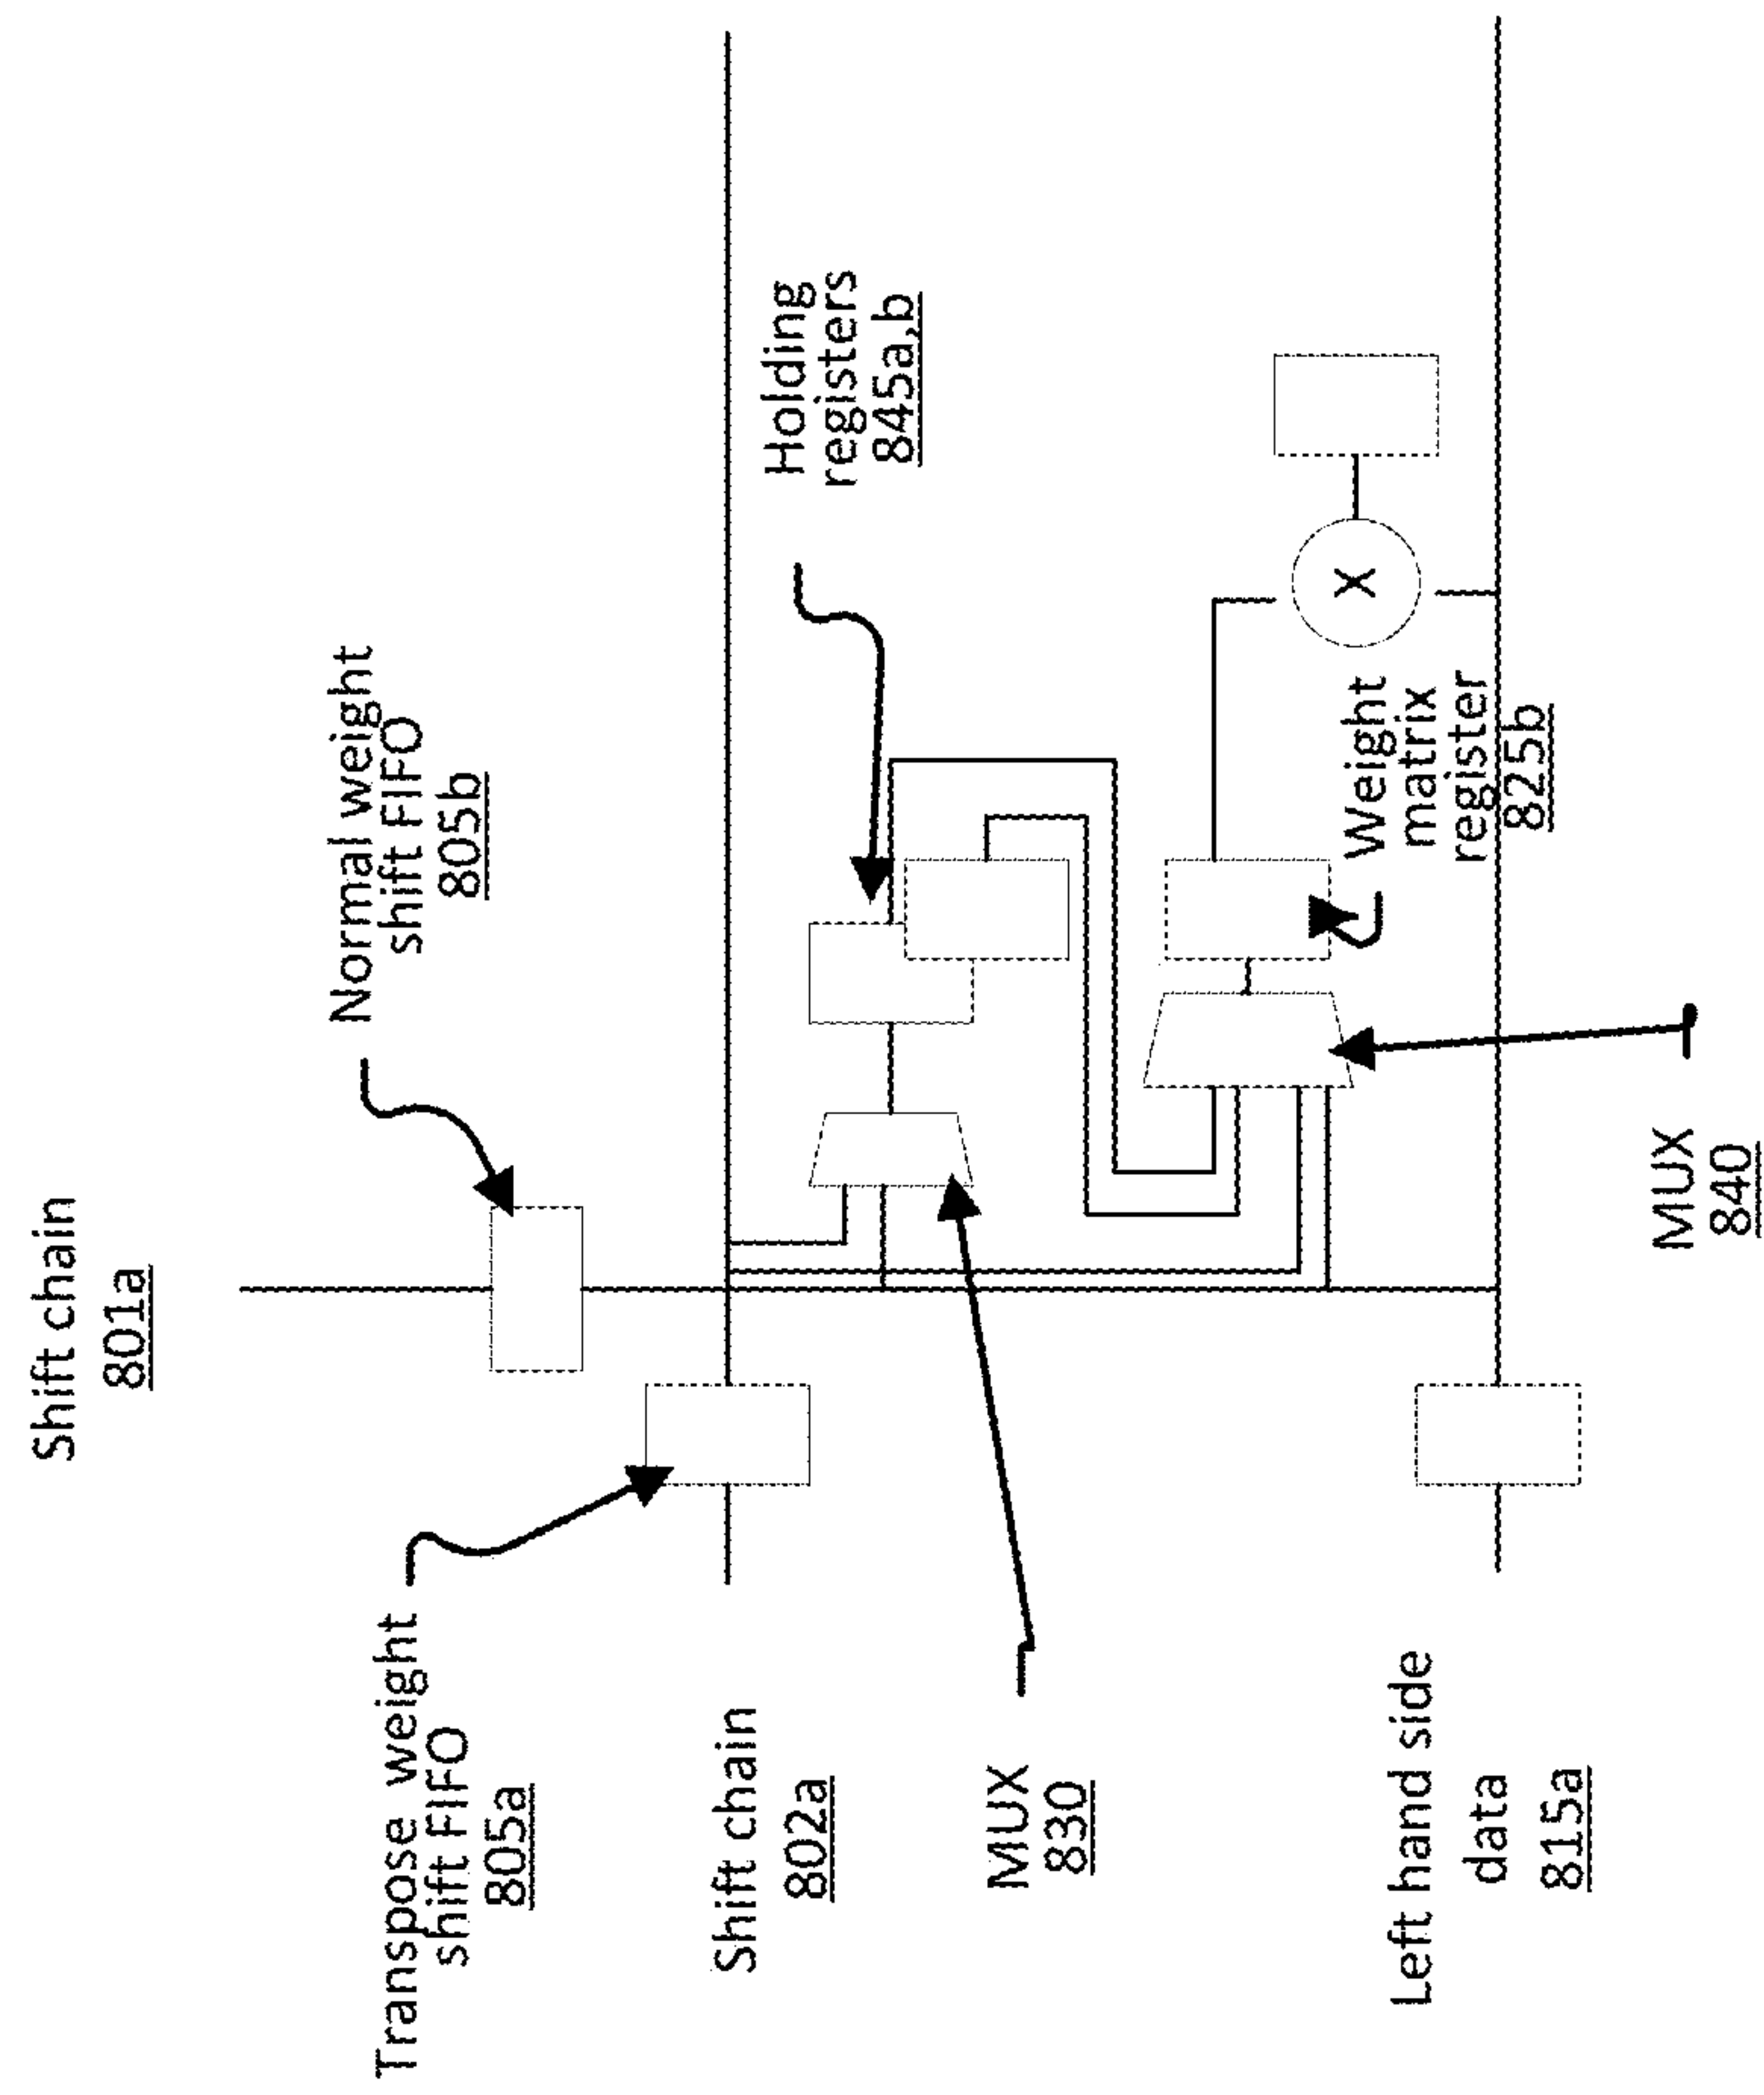 Shift chain
801a
Normal weight
shift FIFO
805b
Transpose weight
shift FIFO
805a
Holding
registers
845a,b
Shift chain
802a
MUX
830
X
Weight
matrix
register
825b
Left hand side
data
815a
MUX
840